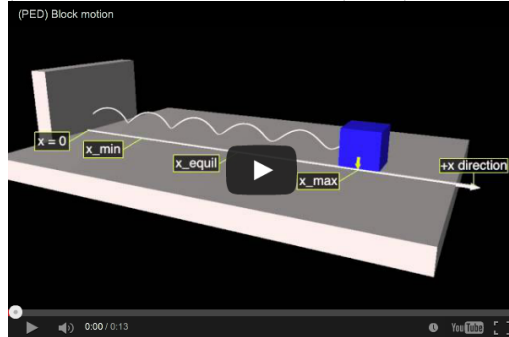 (PED) Block motion
x = 0
x_min
x_equil
x_max
+x direction
0:00 / 0:13
YouTube